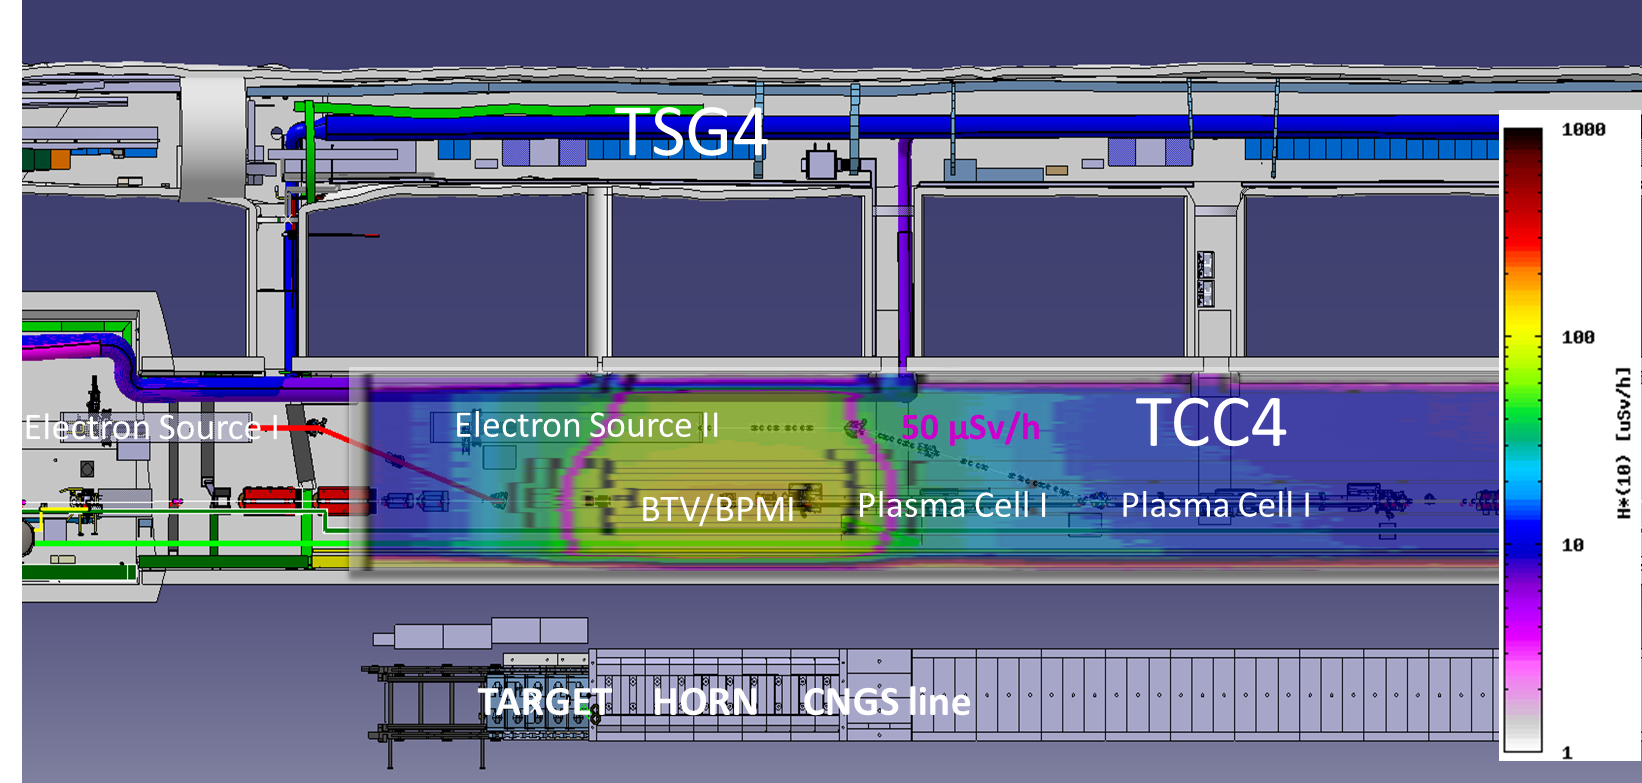 TSG4
1000
100
10
1
H*(10) [uSv/h]
TCC4
Electron Source I
Electron Source II
50 µSv/h
BTV/BPMI
Plasma Cell I
Plasma Cell I
TARGET
HORN
CNGS line